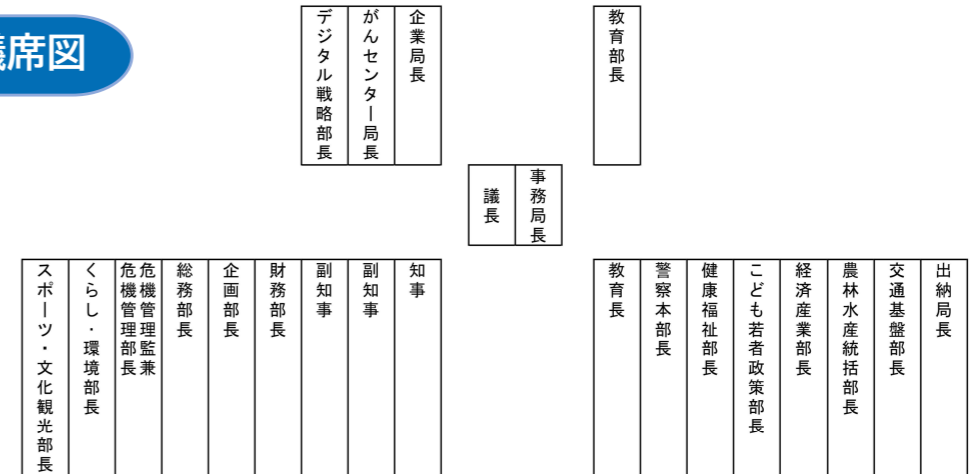 席図
デジタル戦略部長
がんセンター局長
企業局長
教育部長
議長
事務局長
スポーツ・文化観光部長
くらし・環境部長
危機管理監兼
危機管理部長
総務部長
企画部長
財務部長
副知事
副知事
知事
教育長
警察本部長
健康福祉部長
こども若者政策部長
経済産業部長
農林水産統括部長
交通基盤部長
出納局長